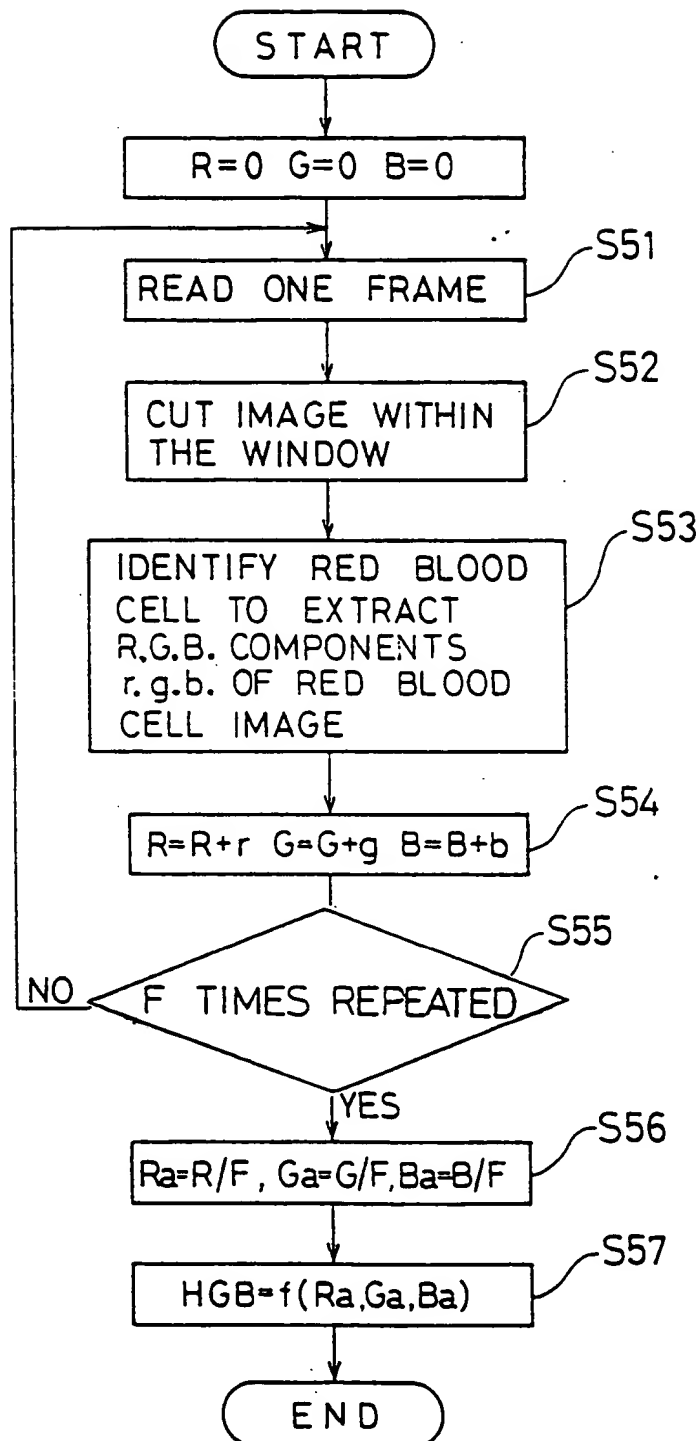 START
R=0 G=0 B=0
S51
READ ONE FRAME
S52
CUT IMAGE WITHIN
THE WINDOW
S53
IDENTIFY RED BLOOD
CELL TO EXTRACT
R.G.B. COMPONENTS
r.g.b. OF RED BLOOD
CELL IMAGE
S54
R=R+r G=G+g B=B+b
S55
NO
F TIMES REPEATED
YES
S56
Ra=R/F, Ga=G/F,Ba=B/F
S57
HGB=f(Ra,Ga,Ba)
END